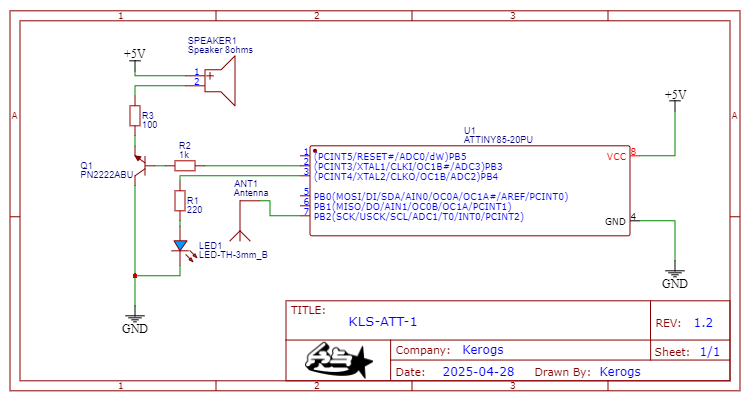 1 2 3
A A
SPEAKER1
Speaker 8ohms
+5V
1
2
+
R3
100
+5V
R2
1k
U1
ATTINY85-20PU
Q1
PN2222ABU
1 (PCINT5/RESET#/ADC0/dW)PB5
2 (PCINT3/XTAL1/CLKI/OC1B#/ADC3)PB3
3 (PCINT4/XTAL2/CLKO/OC1B/ADC2)PB4
VCC 8
R1
220
ANT1
Antenna
5 PB0(MOSI/DI/SDA/AIN0/OC0A/OC1A#/AREF/PCINT0)
6 PB1(MISO/DO/AIN1/OC0B/OC1A/PCINT1)
7 PB2(SCK/USCK/SCL/ADC1/T0/INT0/PCINT2)
GND 4
LED1
LED-TH-3mm_B
GND
GND
TITLE:
KLS-ATT-1
REV: 1.2
Company: Kerogs
Sheet: 1/1
Date: 2025-04-28 Drawn By: Kerogs
1 2 3